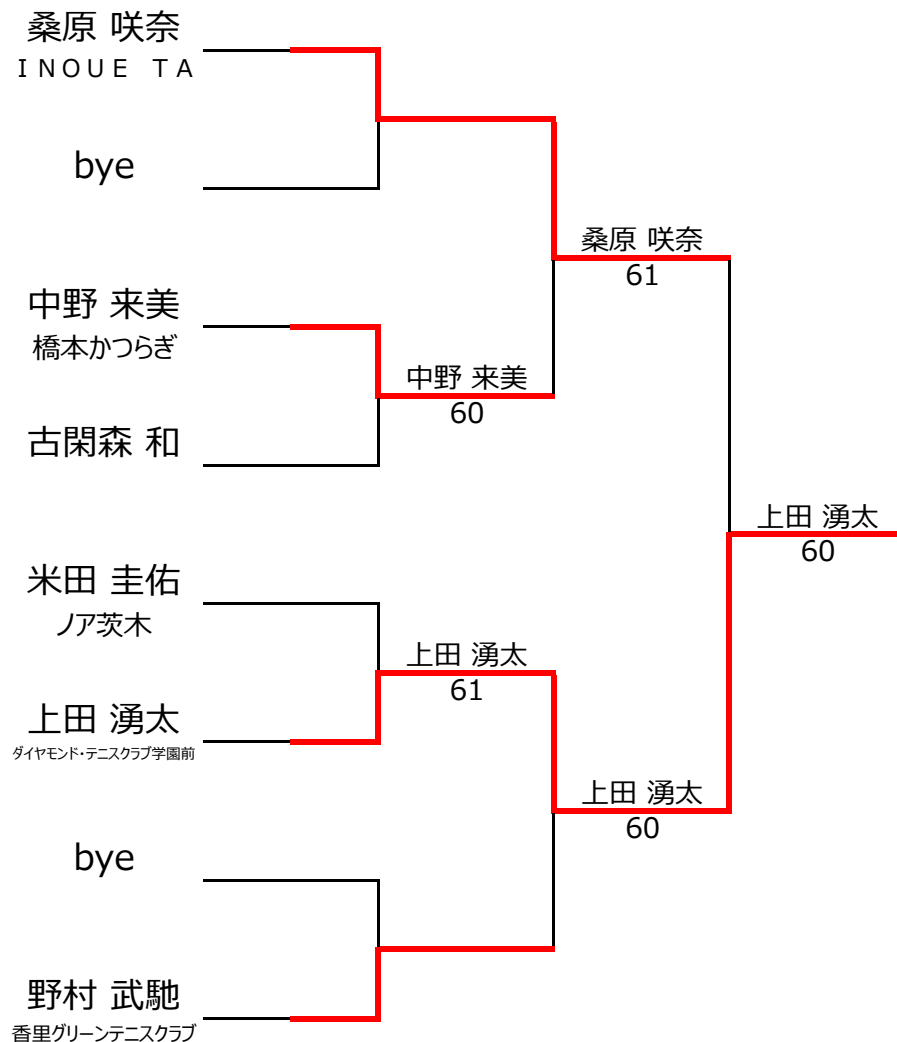 桑原 咲奈
ＩＮＯＵＥ ＴＡ
bye
桑原 咲奈
61
中野 来美
橋本かつらぎ
中野 来美
60
古閑森 和
上田 湧太
60
米田 圭佑
ノア茨木
上田 湧太
61
上田 湧太
ダイヤモンド・テニスクラブ学園前
上田 湧太
60
bye
野村 武馳
香里グリーンテニスクラブ